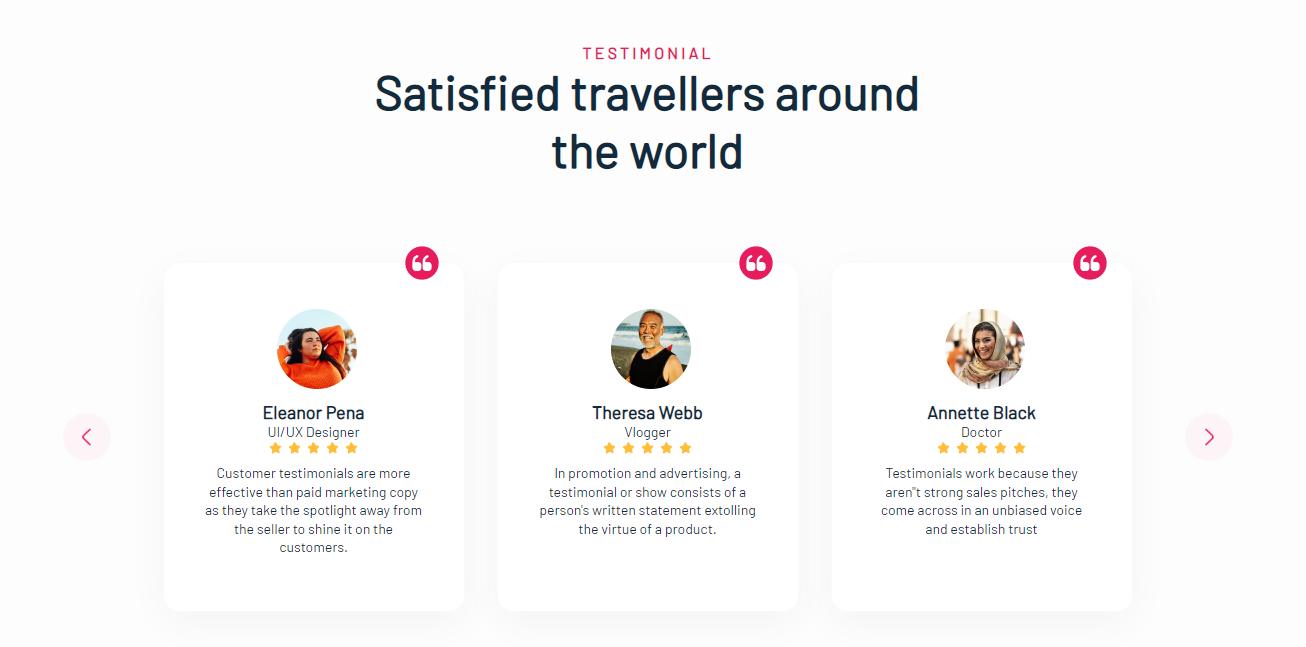 TESTIMONIAL
Satisfied travellers around
the world
Eleanor Pena
UI/UX Designer
Customer testimonials are more
effective than paid marketing copy
as they take the spotlight away from
the seller to shine it on the
customers.
Theresa Webb
Vlogger
In promotion and advertising, a
testimonial or show consists of a
person's written statement extolling
the virtue of a product.
Annette Black
Doctor
Testimonials work because they
aren"t strong sales pitches, they
come across in an unbiased voice
and establish trust